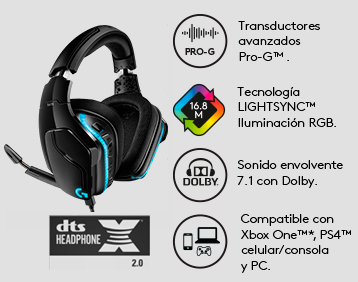 PRO-G
Transductores
avanzados
Pro-G™ .
16.8
M
Tecnología
LIGHTSYNC™
Iluminación RGB.
DOLBY.
Sonido envolvente
7.1 con Dolby.
Compatible con
Xbox One™*, PS4™
celular/consola
y PC.
G
dts
HEADPHONE X
2.0